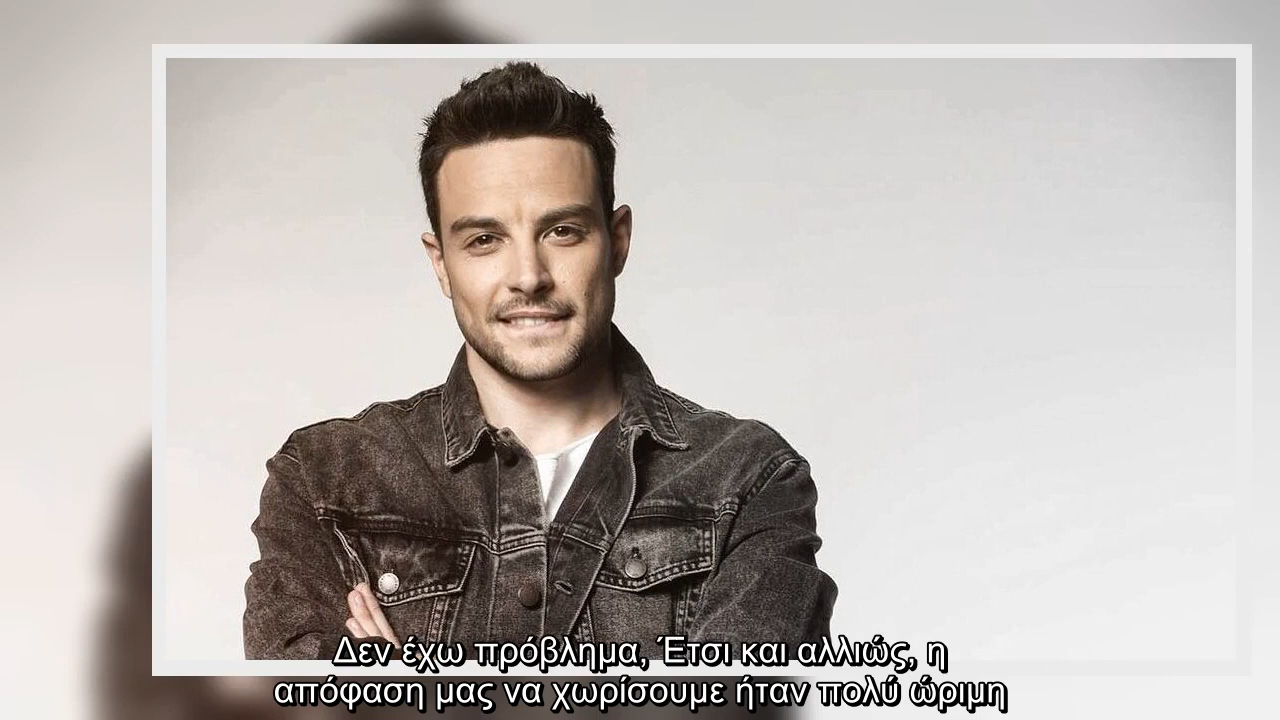 Δεν έχω πρόβλημα, Έτσι και αλλιώς, η
απόφαση μας να χωρίσουμε ήταν πολύ ώριμη